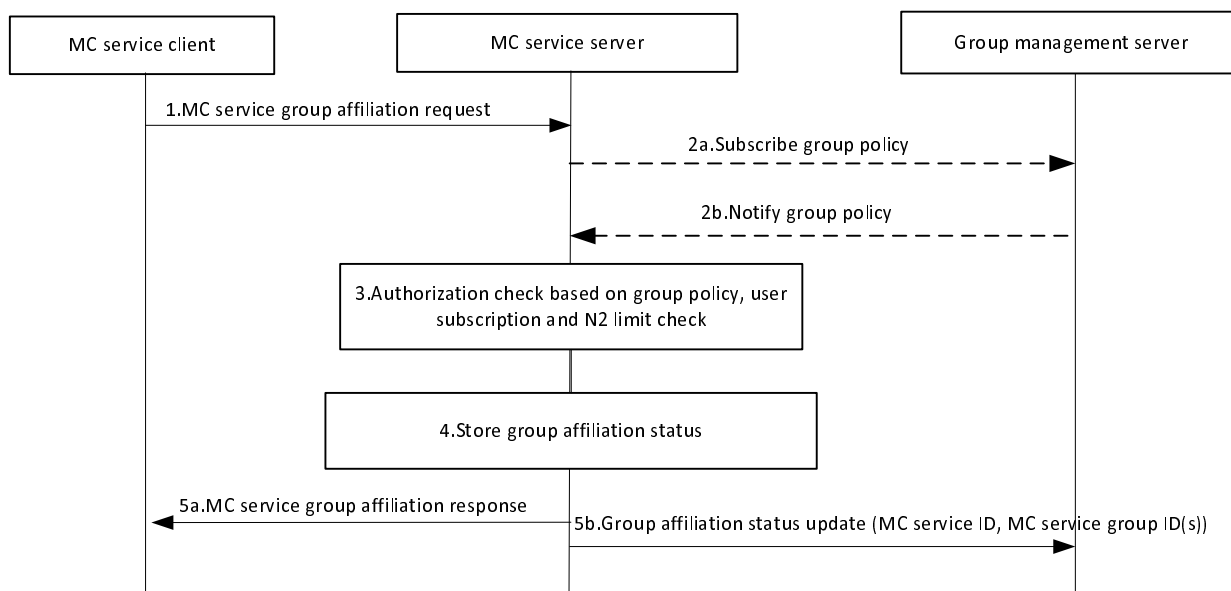 MC service client
MC service server
Group management server
1.MC service group affiliation request
2a.Subscribe group policy
2b.Notify group policy
3.Authorization check based on group policy, user
subscription and N2 limit check
4.Store group affiliation status
5a.MC service group affiliation response
5b.Group affiliation status update (MC service ID, MC service group ID(s))